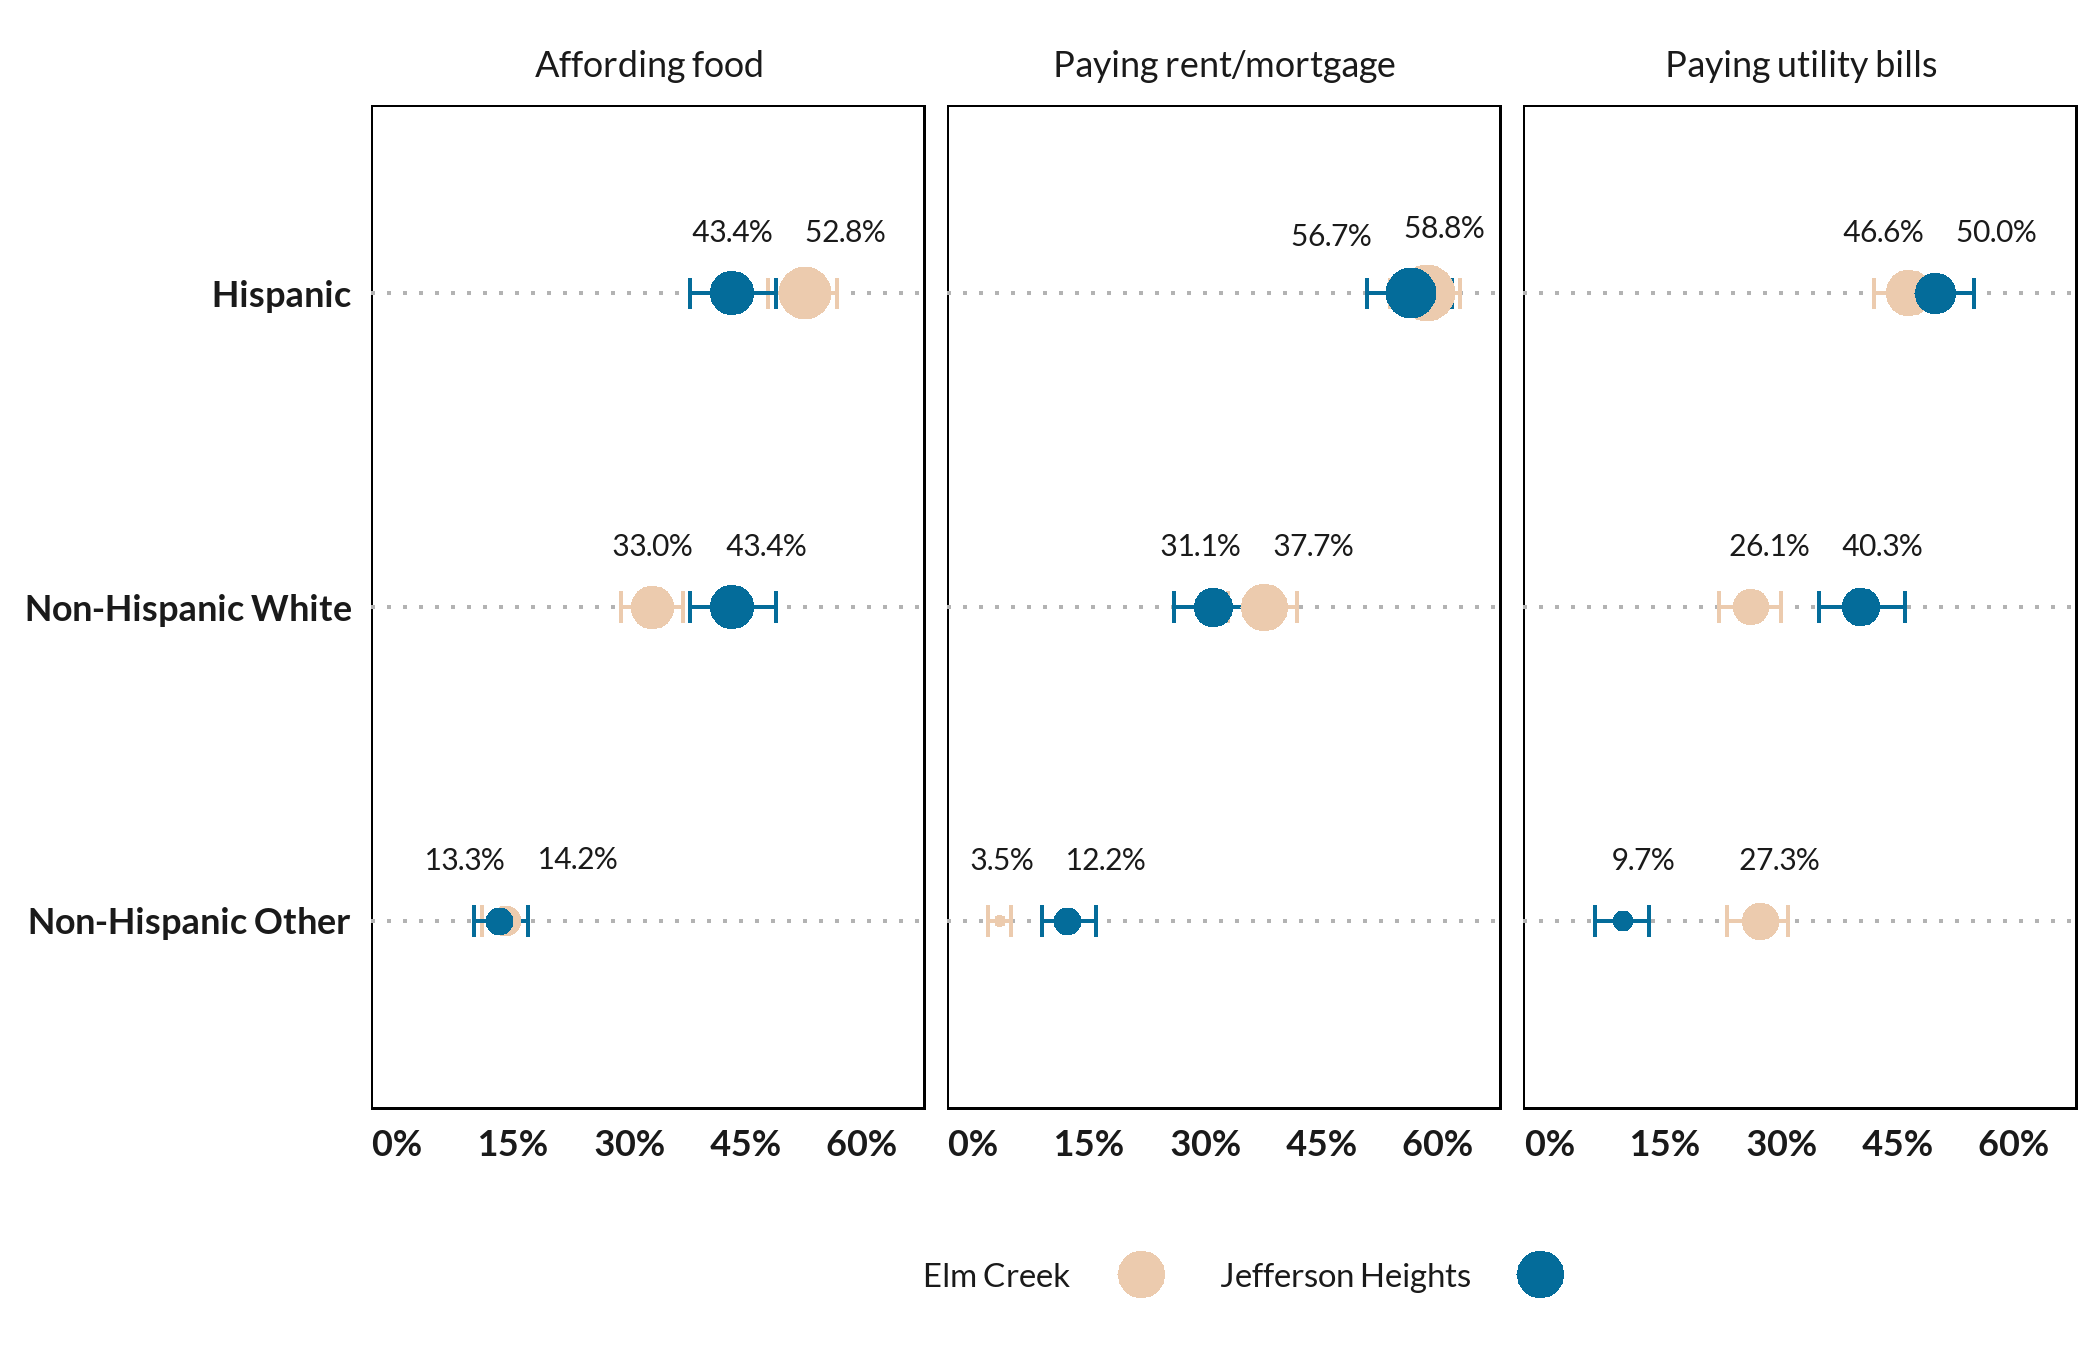 Affording food Paying rent/mortgage Paying utility bills
Hispanic 43.4% 52.8% 56.7% 58.8% 46.6% 50.0%
Non-Hispanic White 33.0% 43.4% 31.1% 37.7% 26.1% 40.3%
Non-Hispanic Other 13.3% 14.2% 3.5% 12.2% 9.7% 27.3%
0% 15% 30% 45% 60% 0% 15% 30% 45% 60% 0% 15% 30% 45% 60%
Elm Creek Jefferson Heights